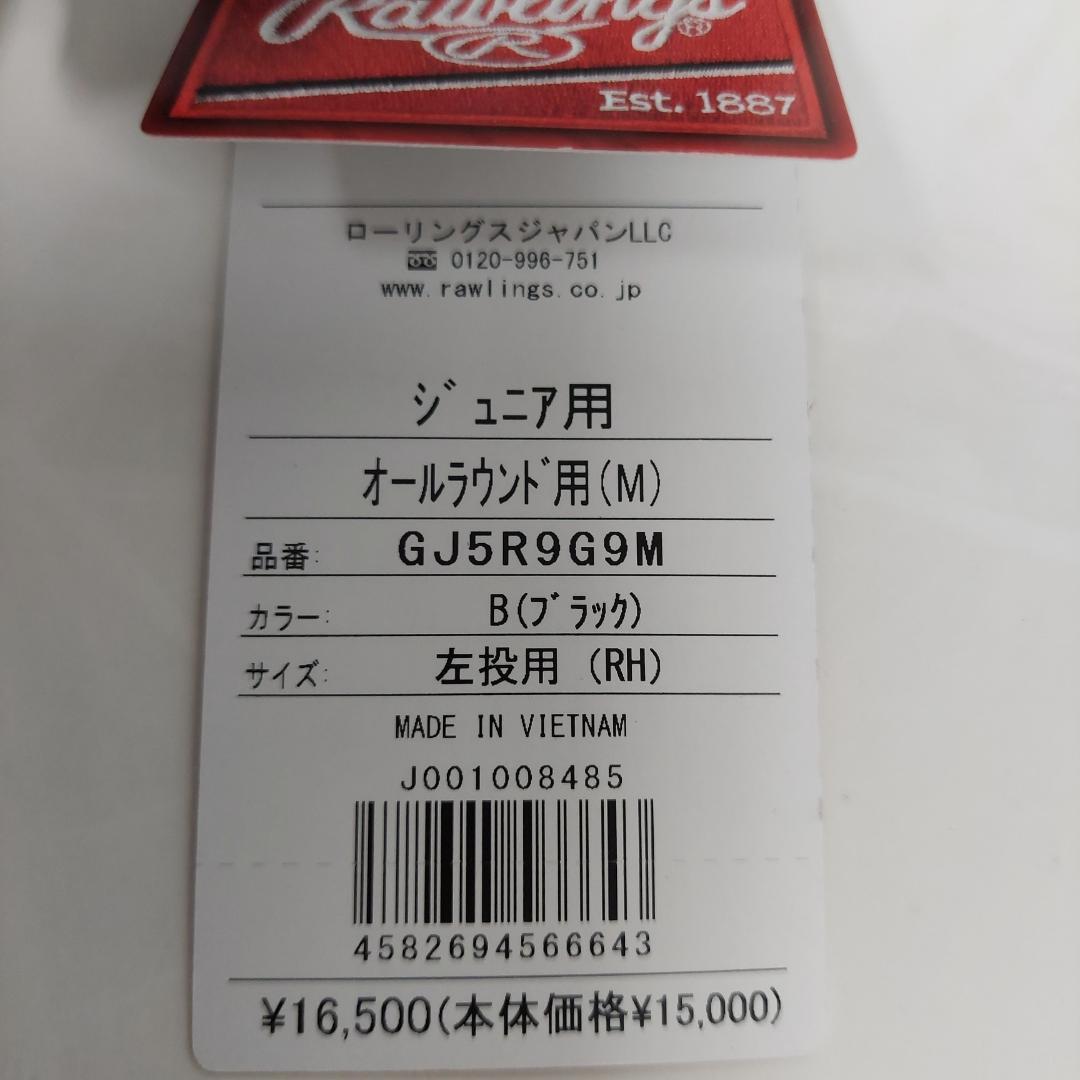 Rawlings®
R
Est. 1887
ローリングスジャパンLLC
0120-996-751
www.rawlings.co.jp
ジュニア用
オールラウンド用(M)
品番: GJ5R9G9M
カラー: B(ブラック)
サイズ: 左投用 (RH)
MADE IN VIETNAM
J001008485
4582694566643
¥16,500(本体価格¥15,000)